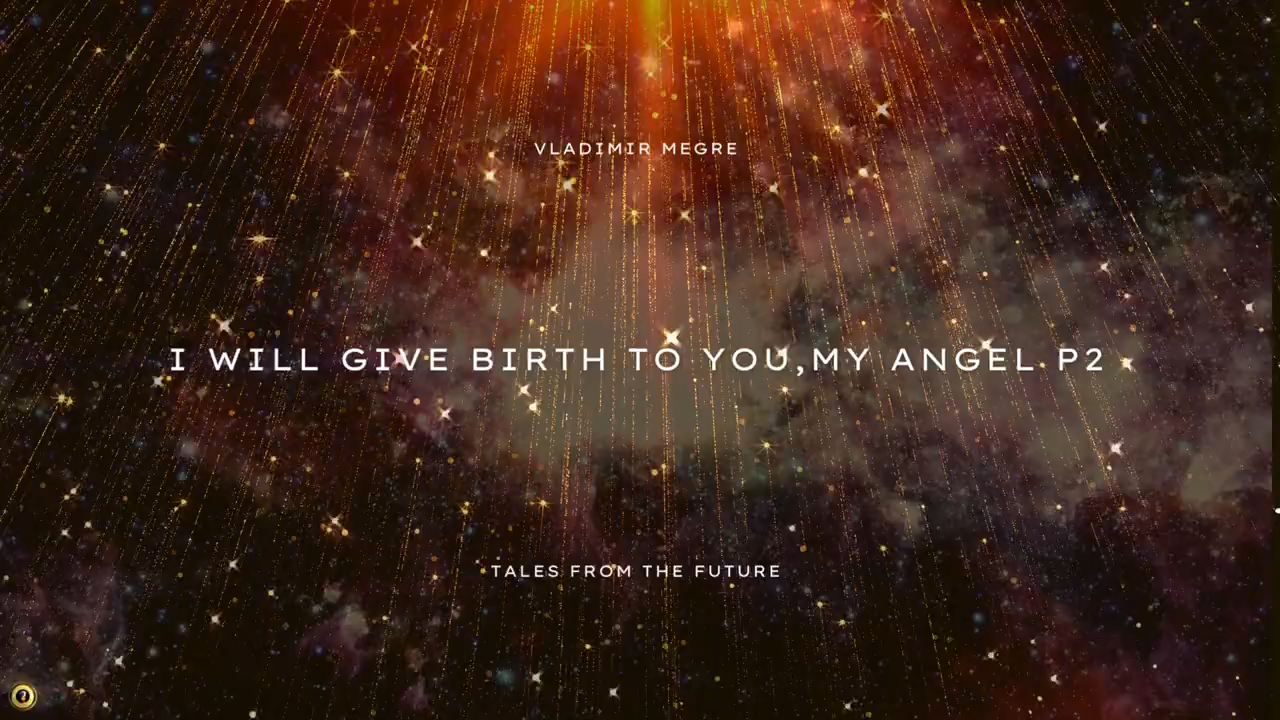 VLADIMIR MEGRE
I WILL GIVE BIRTH TO YOU,MY ANGEL P2
TALES FROM THE FUTURE